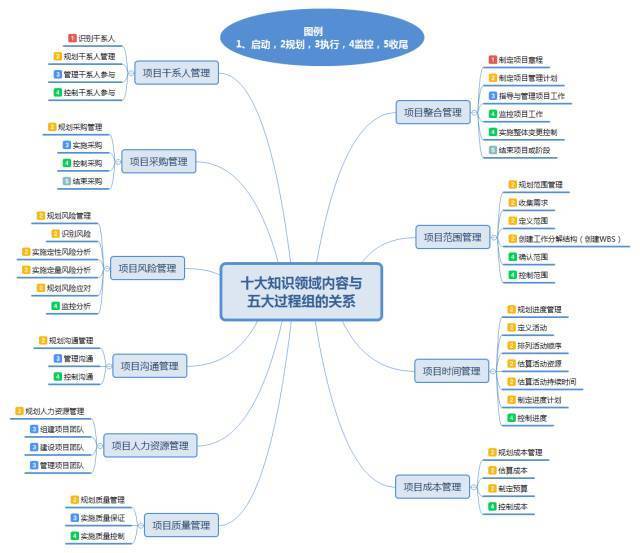 图例
1、启动，2规划，3执行，4监控，5收尾
十大知识领域内容与
五大过程组的关系
项目干系人管理
1 识别干系人
2 规划干系人管理
3 管理干系人参与
4 控制干系人参与
项目采购管理
2 规划采购管理
3 实施采购
4 控制采购
5 结束采购
项目风险管理
2 规划风险管理
2 识别风险
2 实施定性风险分析
2 实施定量风险分析
2 规划风险应对
4 监控分析
项目沟通管理
2 规划沟通管理
3 管理沟通
4 控制沟通
项目人力资源管理
2 规划人力资源管理
3 组建项目团队
3 建设项目团队
3 管理项目团队
项目质量管理
2 规划质量管理
3 实施质量保证
4 实施质量控制
项目整合管理
1 制定项目章程
2 制定项目管理计划
3 指导与管理项目工作
4 监控项目工作
4 实施整体变更控制
5 结束项目或阶段
项目范围管理
2 规划范围管理
2 收集需求
2 定义范围
2 创建工作分解结构（创建WBS）
4 确认范围
4 控制范围
项目时间管理
2 规划进度管理
2 定义活动
2 排列活动顺序
2 估算活动资源
2 估算活动持续时间
2 制定进度计划
4 控制进度
项目成本管理
2 规划成本管理
2 估算成本
2 制定预算
4 控制成本